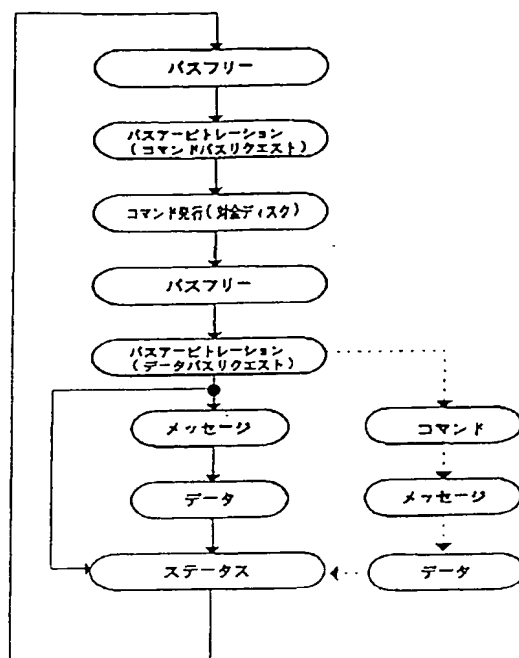 バスフリー
バスアービトレーション
(コマンドバスリクエスト)
コマンド発行(対全ディスク)
バスフリー
バスアービトレーション
(データバスリクエスト)
メッセージ
データ
ステータス
コマンド
メッセージ
データ